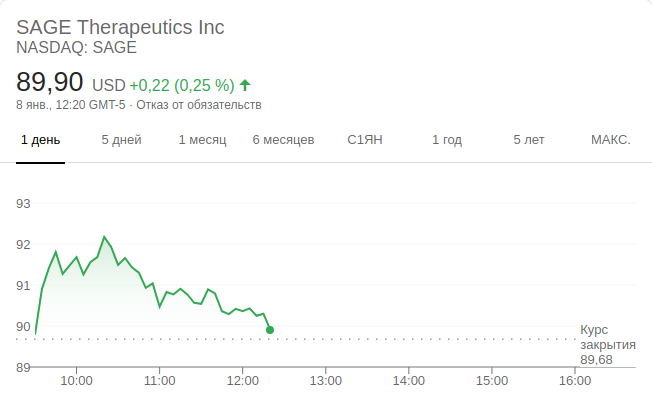 SAGE Therapeutics Inc
NASDAQ: SAGE
89,90 USD +0,22 (0,25 %)
8 янв., 12:20 GMT-5 · Отказ от обязательств
1 день 5 дней 1 месяц 6 месяцев С1ЯН 1 год 5 лет МАКС.
93
92
91
90
Курс
закрытия
89,68
89
10:00 11:00 12:00 13:00 14:00 15:00 16:00